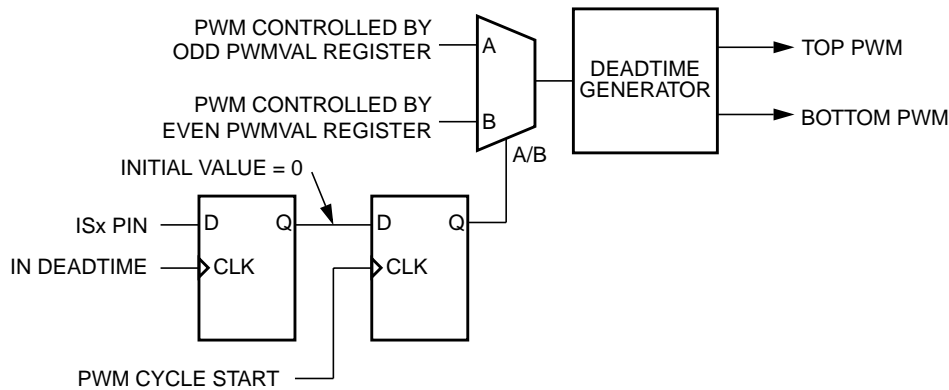 PWM CONTROLLED BY
ODD PWMVAL REGISTER
A
DEADTIME
GENERATOR
TOP PWM
PWM CONTROLLED BY
EVEN PWMVAL REGISTER
B
BOTTOM PWM
A/B
INITIAL VALUE = 0
ISx PIN
D
Q
D
Q
IN DEADTIME
CLK
CLK
PWM CYCLE START